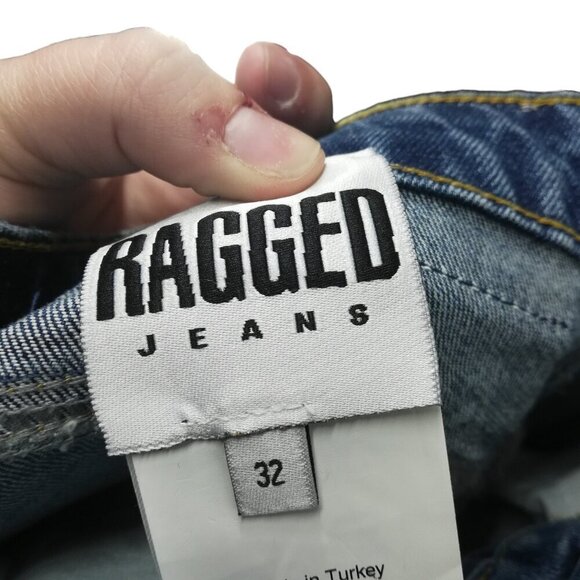 RAGGED
JEANS
32
in Turkey